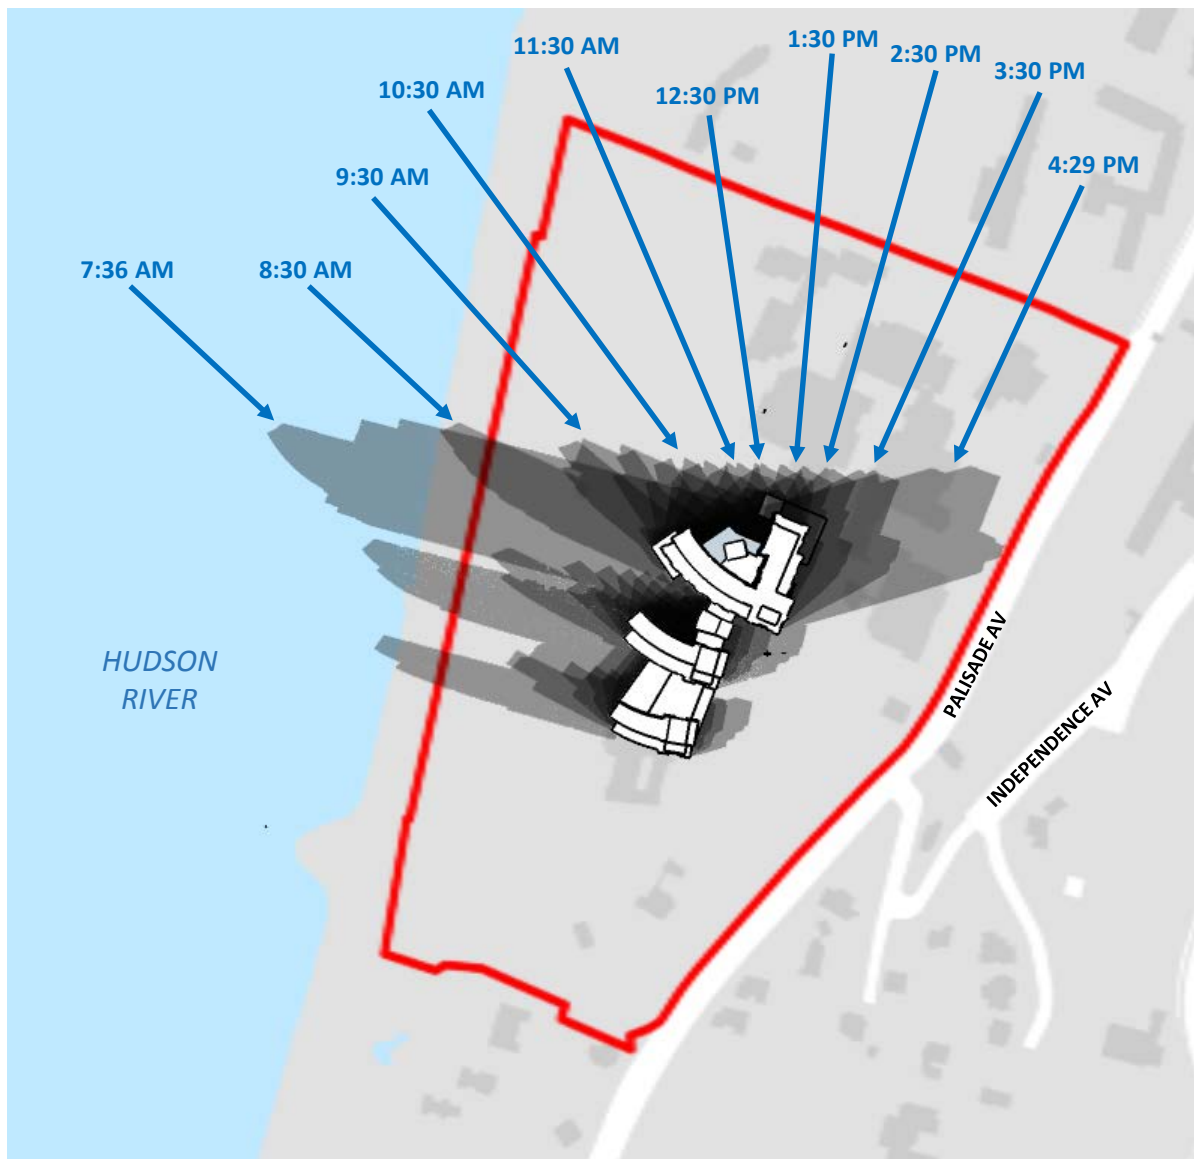 11:30 AM
1:30 PM
2:30 PM
3:30 PM
10:30 AM
12:30 PM
4:29 PM
9:30 AM
7:36 AM
8:30 AM
HUDSON
RIVER
PALISADE AV
INDEPENDENCE AV